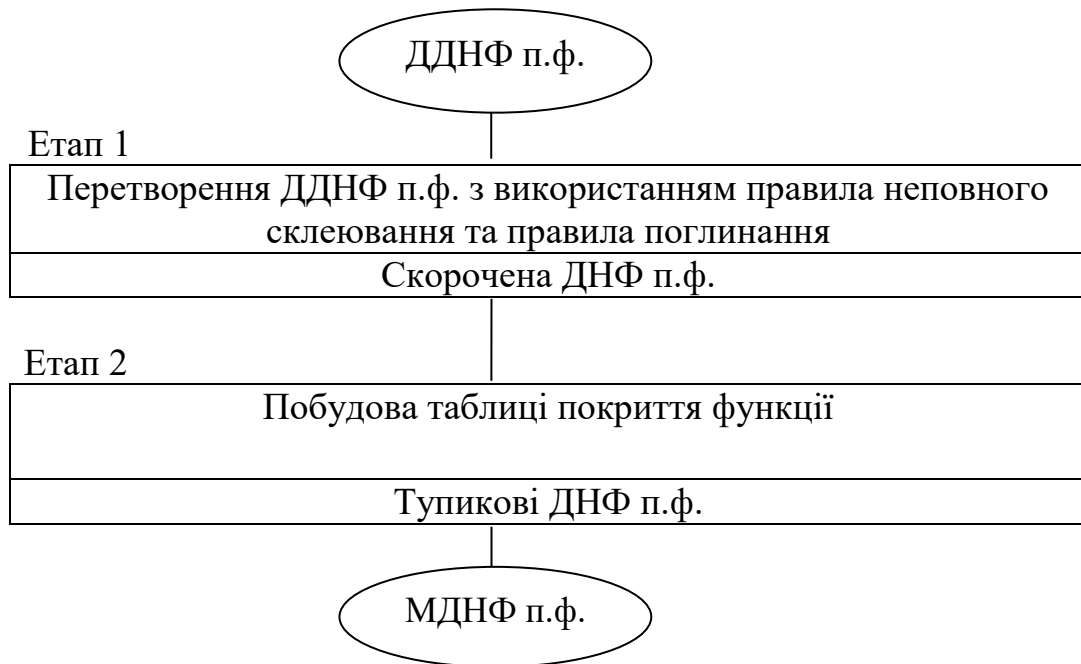 ДДНФ п.ф.
Етап 1
Перетворення ДДНФ п.ф. з використанням правила неповного
склеювання та правила поглинання
Скорочена ДНФ п.ф.
Етап 2
Побудова таблиці покриття функції
Тупикові ДНФ п.ф.
МДНФ п.ф.